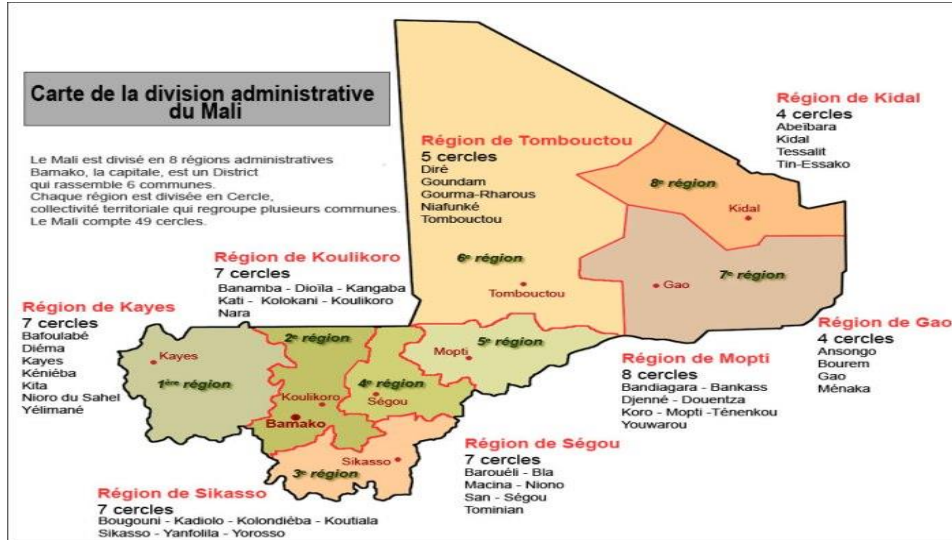 Carte de la division administrative
du Mali
Le Mali est divisé en 8 régions administratives
Bamako, la capitale, est un District
qui rassemble 6 communes.
Chaque région est divisée en Cercle,
collectivité territoriale qui regroupe plusieurs communes.
Le Mali compte 49 cercles.
Région de Tombouctou
5 cercles
Diré
Goundam
Gourma-Rharous
Niafunké
Tombouctou
Région de Kidal
4 cercles
Abeïbara
Kidal
Tessalit
Tin-Essako
8e région
Kidal
6e région
Tombouctou
7e région
Gao
Région de Koulikoro
7 cercles
Banamba - Dioïla - Kangaba
Kati - Kolokani - Koulikoro
Nara
Région de Kayes
7 cercles
Bafoulabé
Diéma
Kayes
Kéniéba
Kita
Nioro du Sahel
Yélimané
Kayes
1ère région
2e région
Koulikoro
Bamako
4e région
Ségou
5e région
Mopti
3e région
Sikasso
Région de Gao
4 cercles
Ansongo
Bourem
Gao
Ménaka
Région de Mopti
8 cercles
Bandiagara - Bankass
Djenné - Douentza
Koro - Mopti -Ténenkou
Youwarou
Région de Ségou
7 cercles
Barouéli - Bla
Macina - Niono
San - Ségou
Tominian
Région de Sikasso
7 cercles
Bougouni - Kadiolo - Kolondiéba - Koutiala
Sikasso - Yanfolila - Yorosso